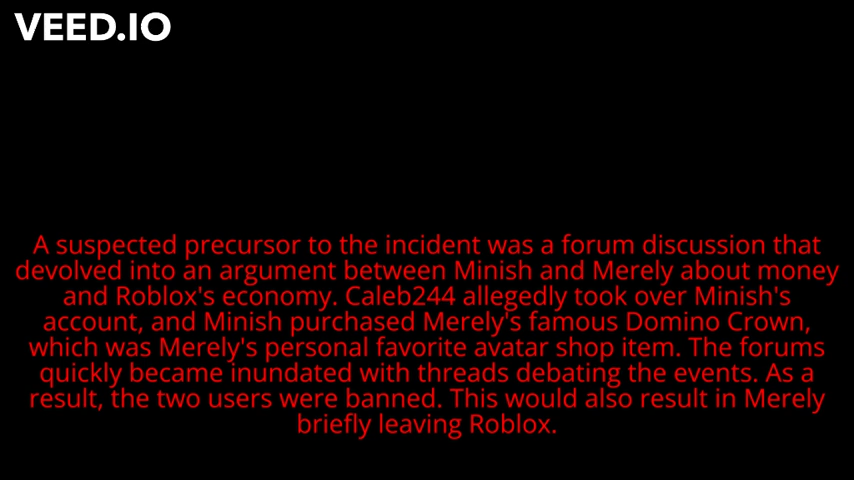 VEED.IO
A suspected precursor to the incident was a forum discussion that
devolved into an argument between Minish and Merely about money
and Roblox's economy. Caleb244 allegedly took over Minish's
account, and Minish purchased Merely's famous Domino Crown,
which was Merely's personal favorite avatar shop item. The forums
quickly became inundated with threads debating the events. As a
result, the two users were banned. This would also result in Merely
briefly leaving Roblox.